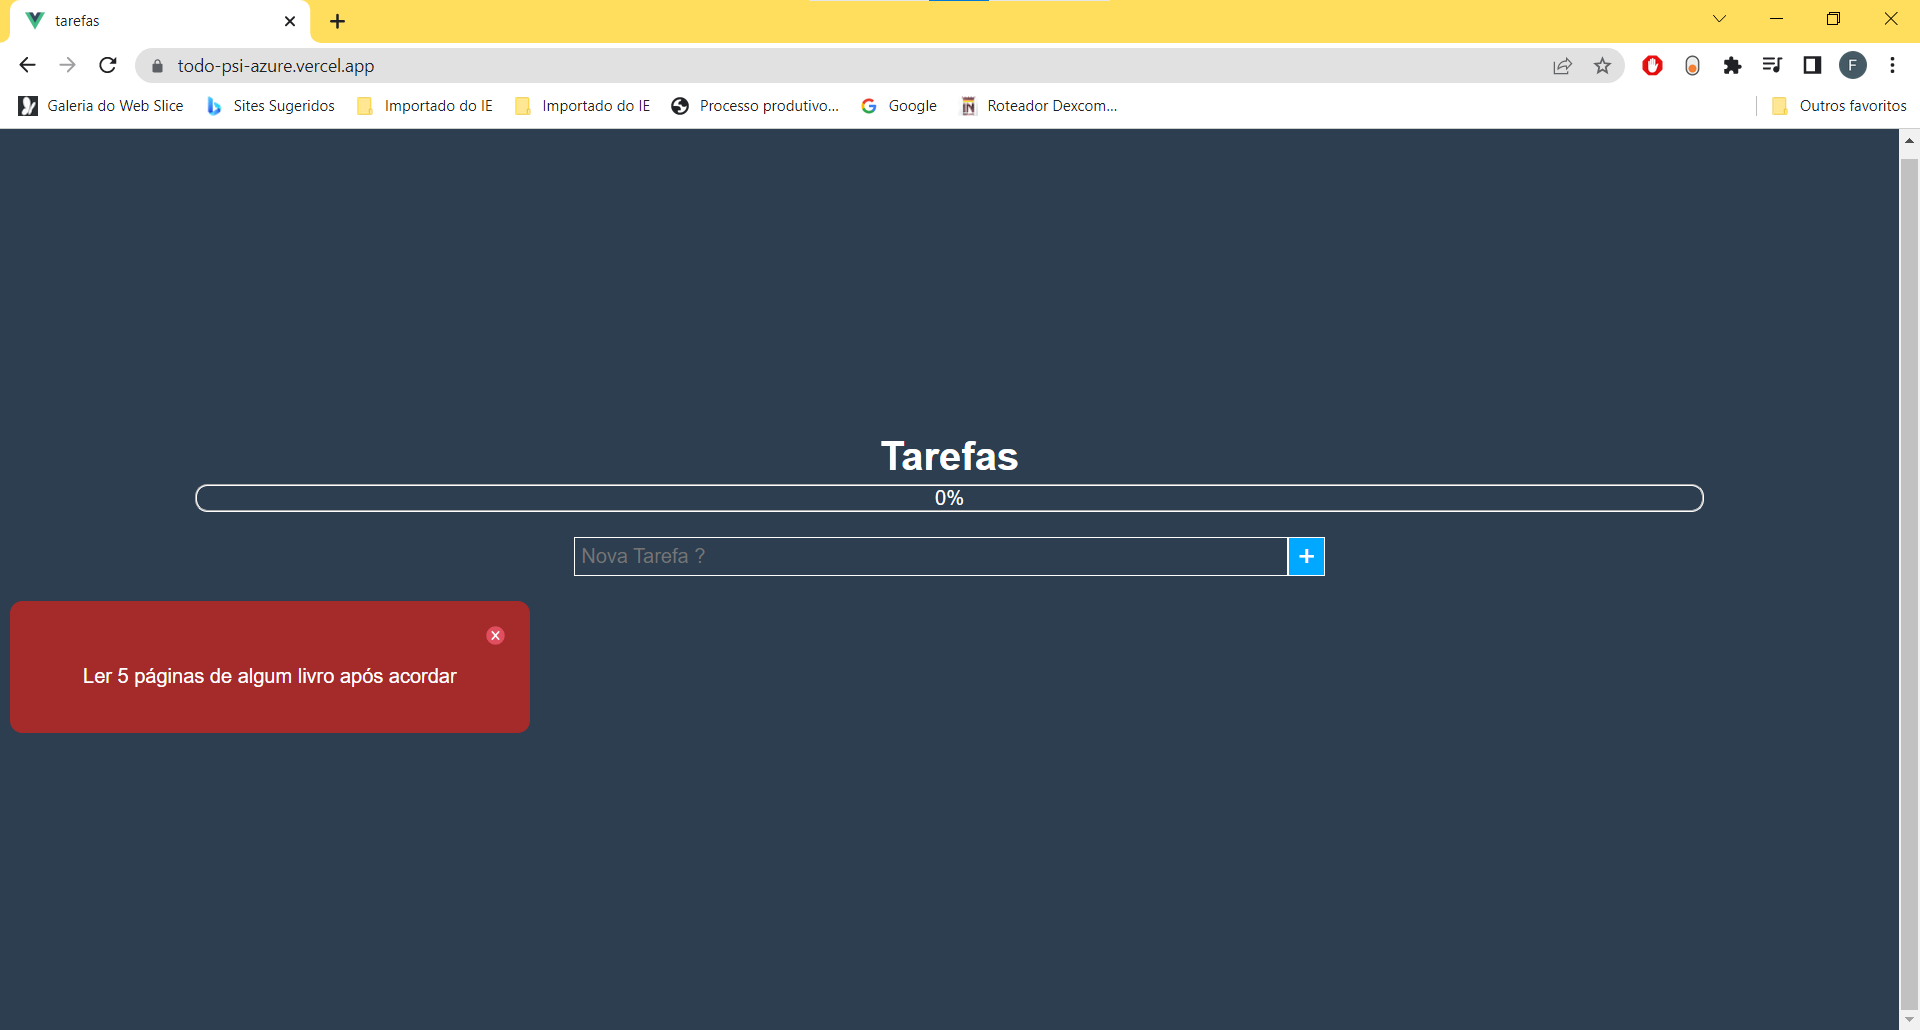 tarefas
todo-psi-azure.vercel.app
F
Galeria do Web Slice Sites Sugeridos Importado do IE Importado do IE Processo produtivo... Google Roteador Dexcom... Outros favoritos
Tarefas
0%
Nova Tarefa ?
+
Ler 5 páginas de algum livro após acordar